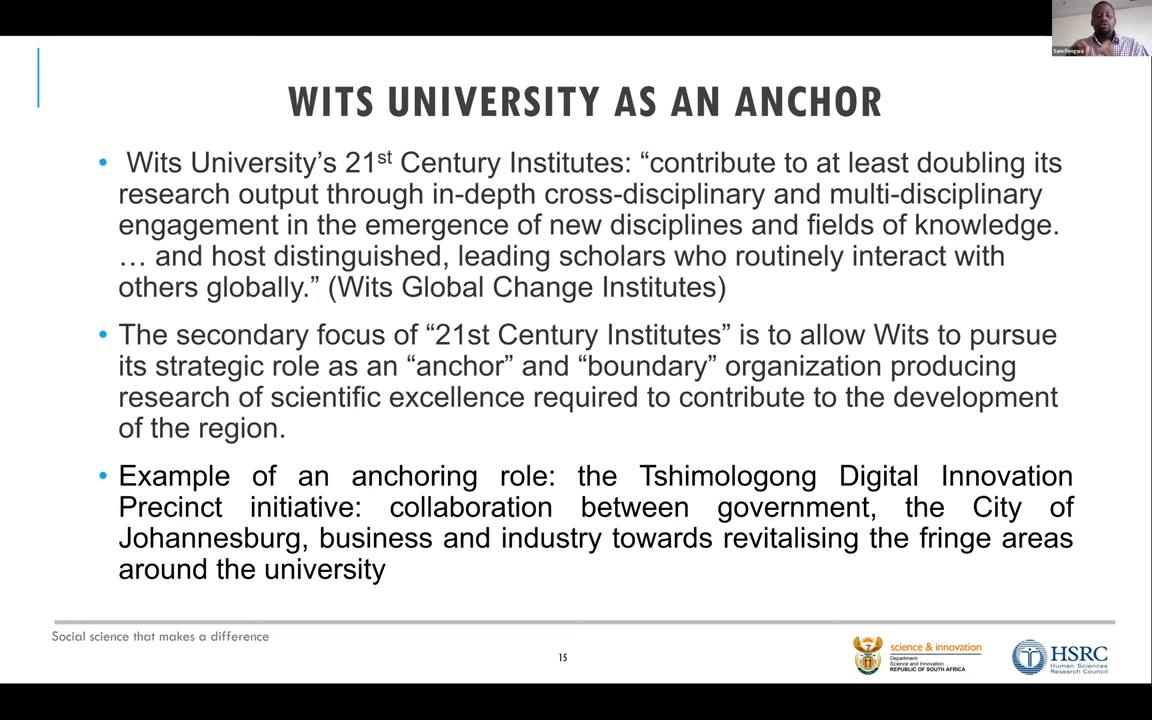 Sam Fongwa
WITS UNIVERSITY AS AN ANCHOR
• Wits University’s 21st Century Institutes: “contribute to at least doubling its
research output through in-depth cross-disciplinary and multi-disciplinary
engagement in the emergence of new disciplines and fields of knowledge.
… and host distinguished, leading scholars who routinely interact with
others globally.” (Wits Global Change Institutes)
• The secondary focus of “21st Century Institutes” is to allow Wits to pursue
its strategic role as an “anchor” and “boundary” organization producing
research of scientific excellence required to contribute to the development
of the region.
• Example of an anchoring role: the Tshimologong Digital Innovation
Precinct initiative: collaboration between government, the City of
Johannesburg, business and industry towards revitalising the fringe areas
around the university
Social science that makes a difference
15
science & innovation
Department:
Science and Innovation
REPUBLIC OF SOUTH AFRICA
HSRC
Human Sciences
Research Council